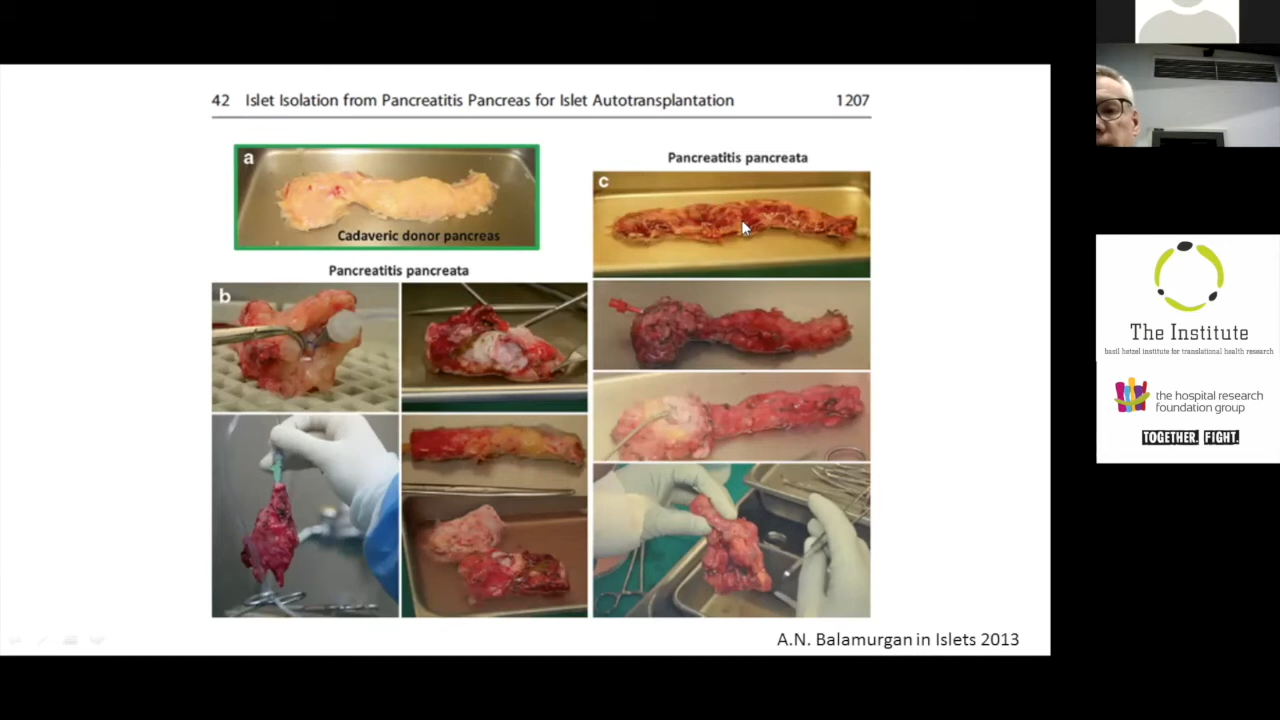 42 Islet Isolation from Pancreatitis Pancreas for Islet Autotransplantation 1207
a
Cadaveric donor pancreas
Pancreatitis pancreata
b
Pancreatitis pancreata
c
A.N. Balamurgan in Islets 2013
The Institute
basil hetzel institute for translational health research
the hospital research
foundation group
TOGETHER. FIGHT.